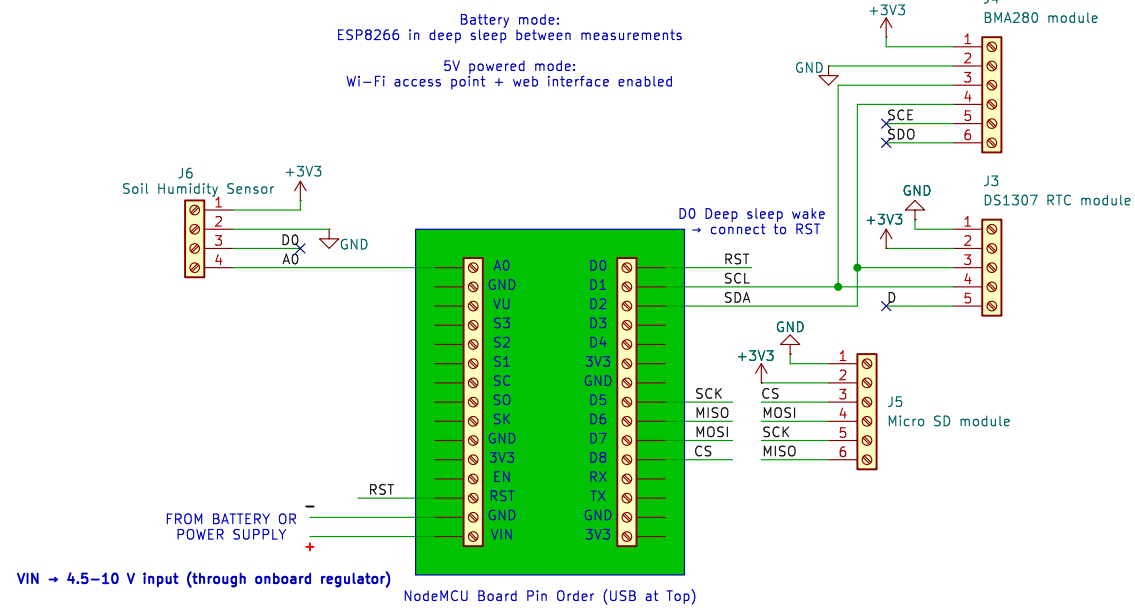 Battery mode:
ESP8266 in deep sleep between measurements
5V powered mode:
Wi-Fi access point + web interface enabled
+3V3
BMA280 module
GND
1
2
3
4
5
6
SCE
SDO
J6
Soil Humidity Sensor
+3V3
1
2
3
4
D0
A0
GND
J3
DS1307 RTC module
GND
+3V3
1
2
3
4
5
D
D0 Deep sleep wake
→ connect to RST
RST
SCL
SDA
A0
GND
VU
S3
S2
S1
SC
SO
SK
GND
3V3
EN
RST
GND
VIN
D0
D1
D2
D3
D4
3V3
GND
D5
D6
D7
D8
RX
TX
GND
3V3
SCK
MISO
MOSI
CS
GND
+3V3
CS
MOSI
SCK
MISO
1
2
3
4
5
6
J5
Micro SD module
RST
−
FROM BATTERY OR
POWER SUPPLY
+
VIN → 4.5-10 V input (through onboard regulator)
NodeMCU Board Pin Order (USB at Top)